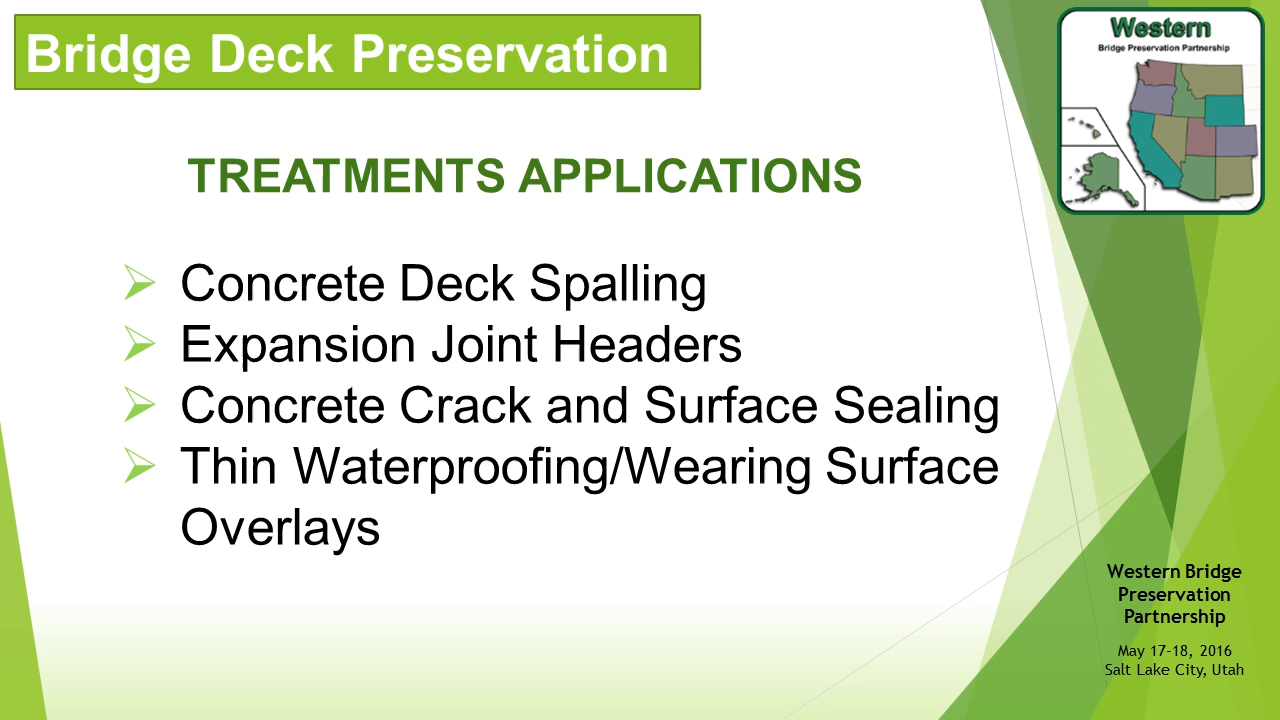 Bridge Deck Preservation
Western
Bridge Preservation Partnership
TREATMENTS APPLICATIONS
➢ Concrete Deck Spalling
➢ Expansion Joint Headers
➢ Concrete Crack and Surface Sealing
➢ Thin Waterproofing/Wearing Surface
Overlays
Western Bridge
Preservation
Partnership
May 17-18, 2016
Salt Lake City, Utah